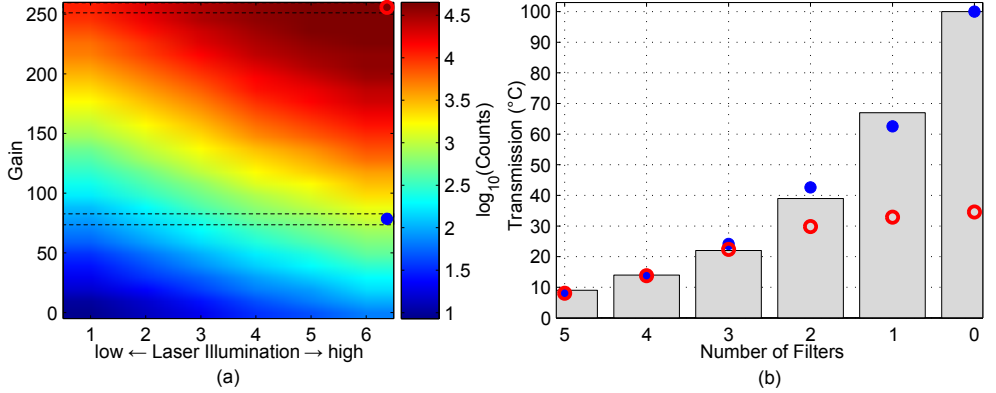 250
200
150
100
50
0
Gain
1 2 3 4 5 6
low ← Laser Illumination → high
(a)
4.5
4
3.5
3
2.5
2
1.5
1
log10(Counts)
100
90
80
70
60
50
40
30
20
10
0
Transmission (°C)
5 4 3 2 1 0
Number of Filters
(b)